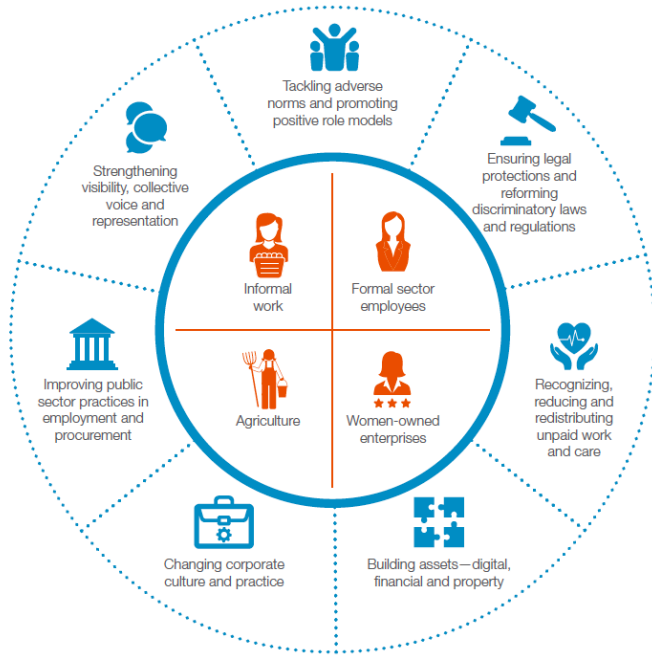 Tackling adverse
norms and promoting
positive role models
Ensuring legal
protections and
reforming
discriminatory laws
and regulations
Recognizing,
reducing and
redistributing
unpaid work
and care
Building assets—digital,
financial and property
Changing corporate
culture and practice
Improving public
sector practices in
employment and
procurement
Strengthening
visibility, collective
voice and
representation
Informal
work
Formal sector
employees
Agriculture
Women-owned
enterprises